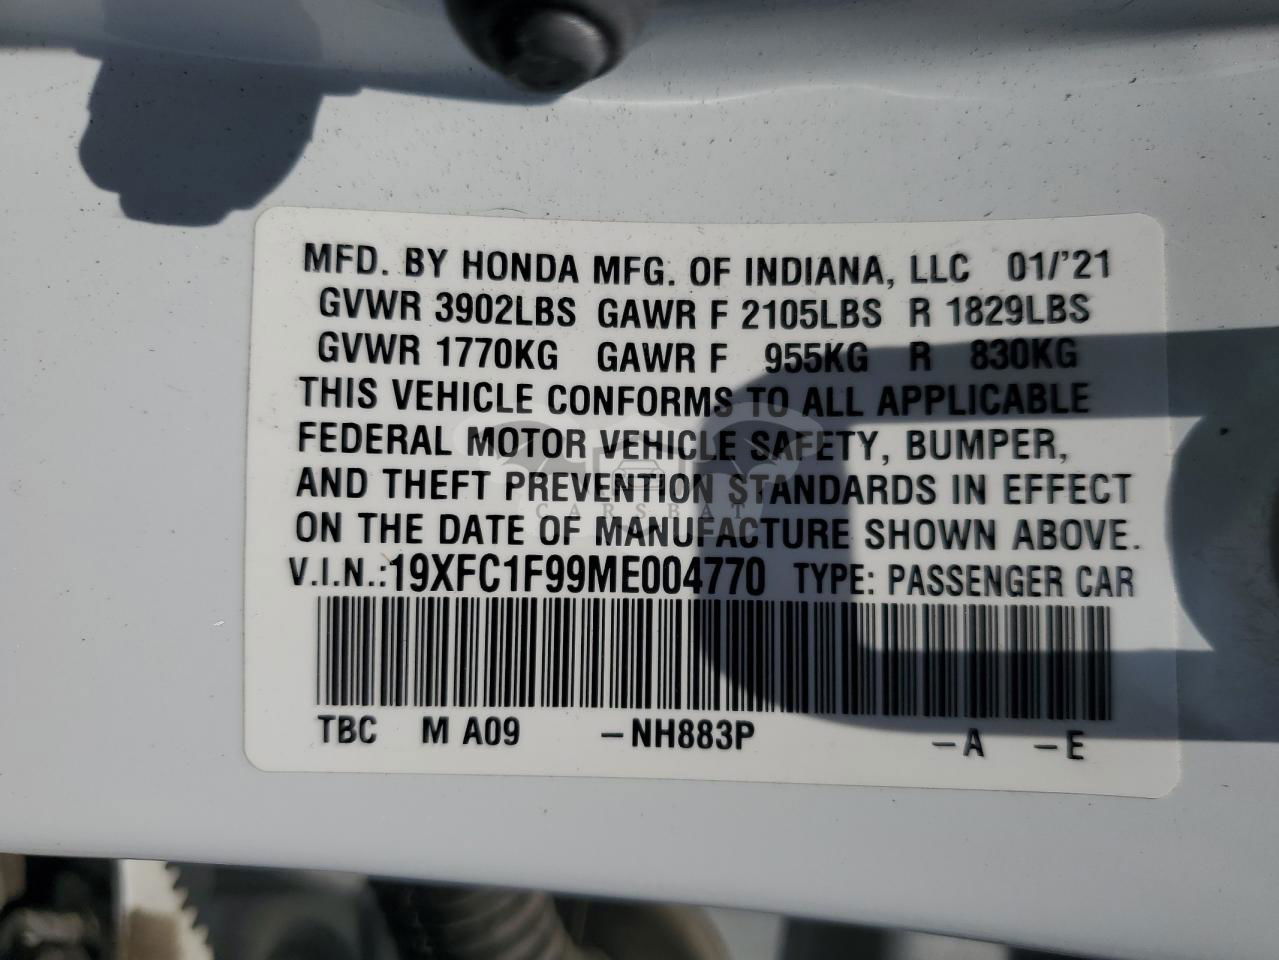 MFD. BY HONDA MFG. OF INDIANA, LLC 01/'21
GVWR 3902LBS GAWR F 2105LBS R 1829LBS
GVWR 1770KG GAWR F 955KG R 830KG
THIS VEHICLE CONFORMS TO ALL APPLICABLE
FEDERAL MOTOR VEHICLE SAFETY, BUMPER,
AND THEFT PREVENTION STANDARDS IN EFFECT
CARSBAT
ON THE DATE OF MANUFACTURE SHOWN ABOVE.
V.I.N.:19XFC1F99ME004770 TYPE: PASSENGER CAR
TBC M A09 -NH883P -A -E